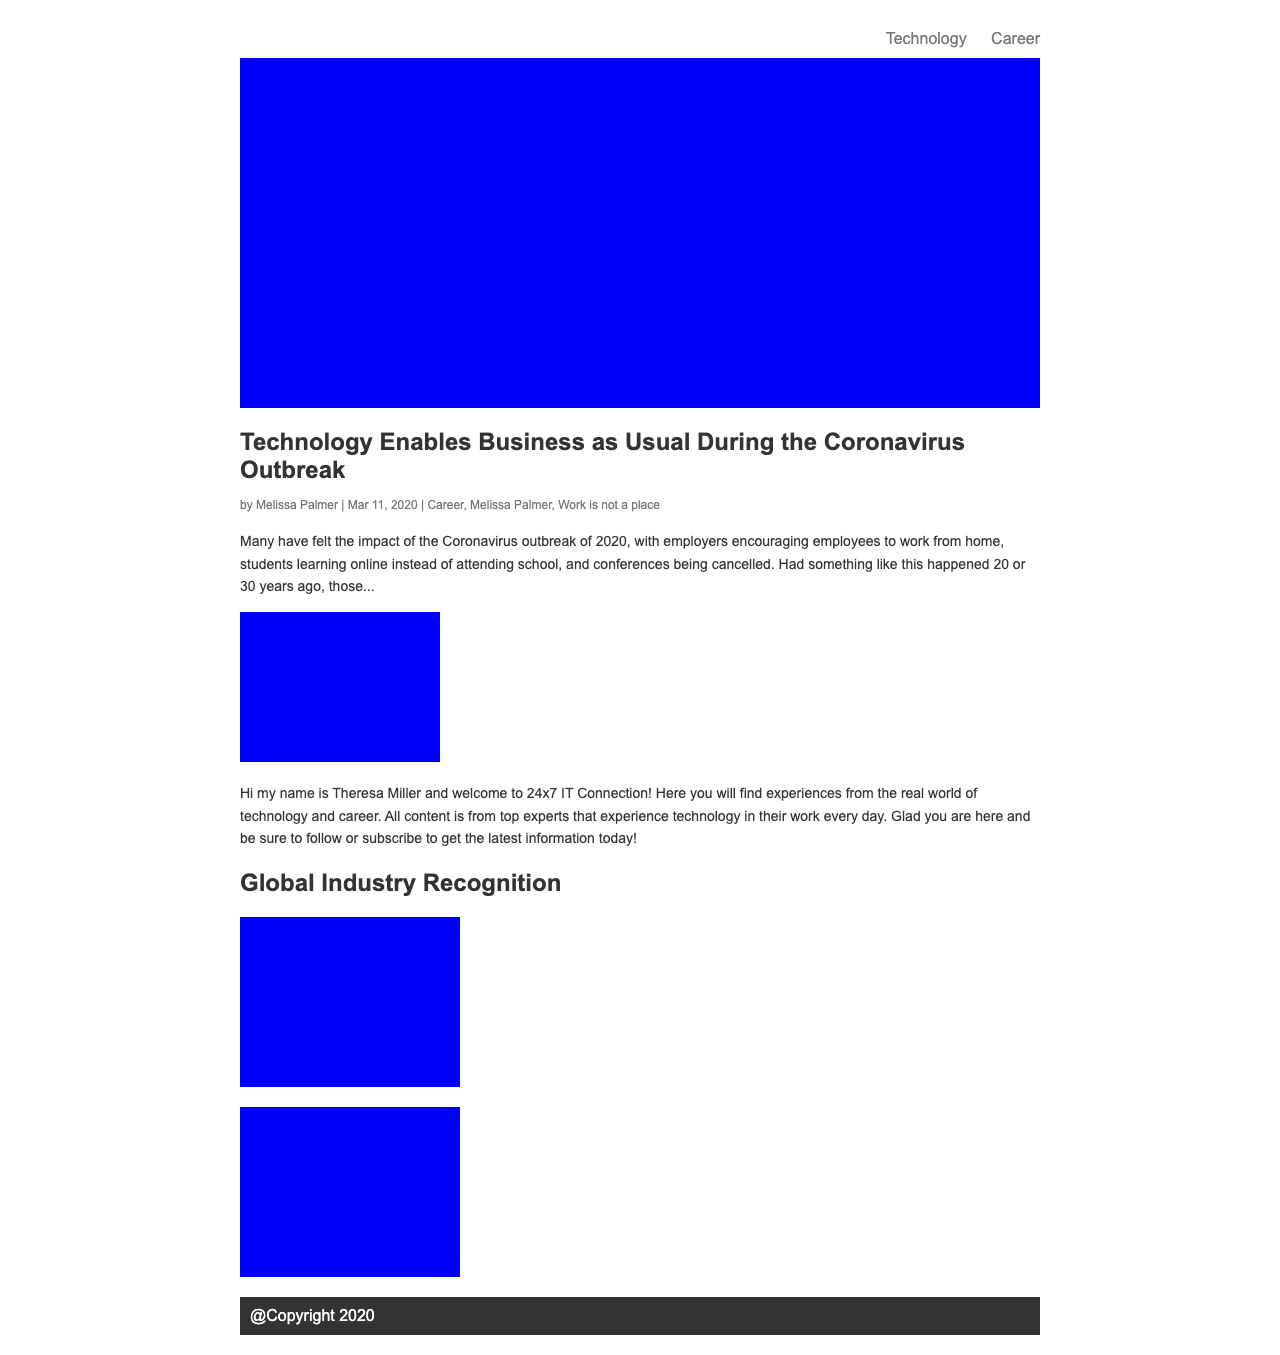 Technology Career
Technology Enables Business as Usual During the Coronavirus
Outbreak
by Melissa Palmer | Mar 11, 2020 | Career, Melissa Palmer, Work is not a place
Many have felt the impact of the Coronavirus outbreak of 2020, with employers encouraging employees to work from home,
students learning online instead of attending school, and conferences being cancelled. Had something like this happened 20 or
30 years ago, those...
Hi my name is Theresa Miller and welcome to 24x7 IT Connection! Here you will find experiences from the real world of
technology and career. All content is from top experts that experience technology in their work every day. Glad you are here and
be sure to follow or subscribe to get the latest information today!
Global Industry Recognition
@Copyright 2020